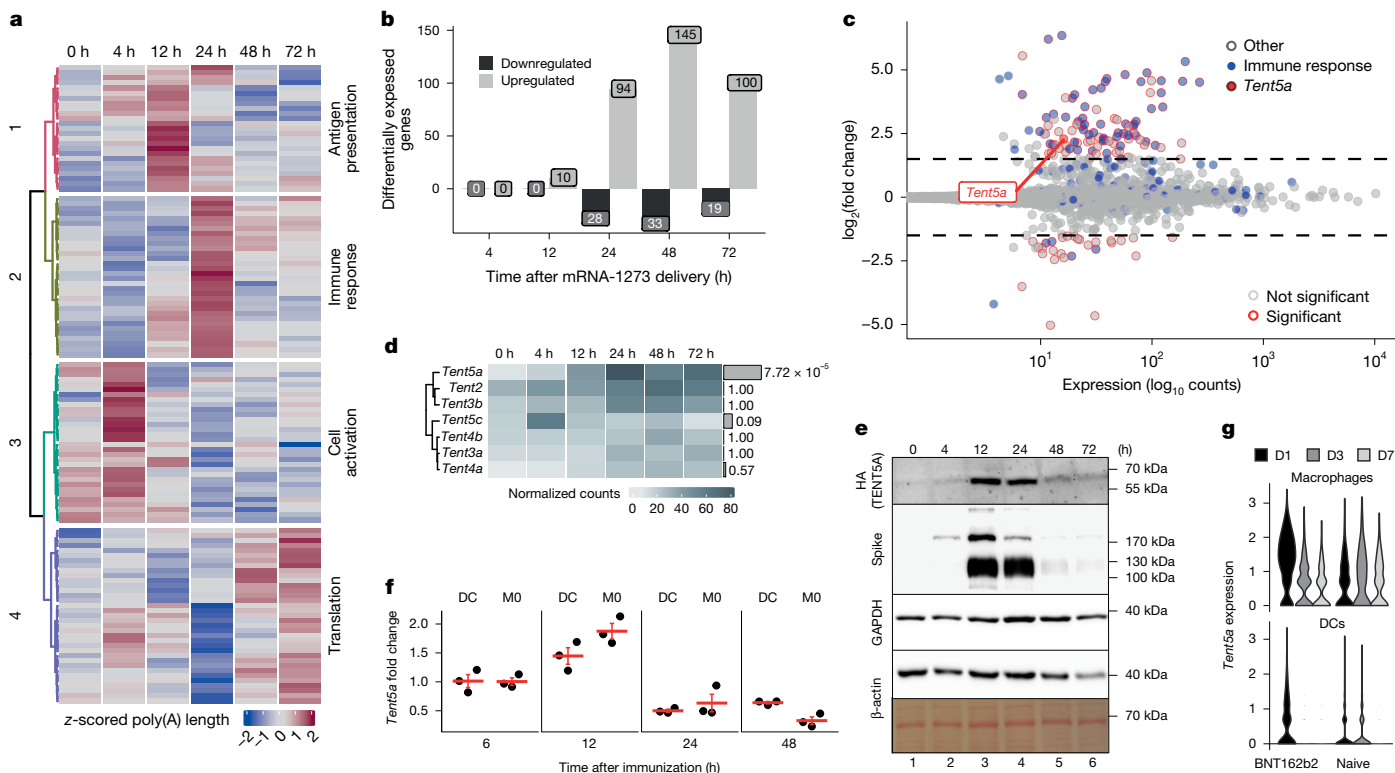 a
0 h 4 h 12 h 24 h 48 h 72 h
1
Antigen
presentation
2
Immune
response
3
Cell
activation
4
Translation
z-scored poly(A) length
−2 −1 0 1 2
b
Differentially expressed
genes
150
100
50
0
Downregulated
Upregulated
0 0 0 10 28 94 33 145 19 100
4 12 24 48 72
Time after mRNA-1273 delivery (h)
c
log2(fold change)
5.0
2.5
0
−2.5
−5.0
Other
Immune response
Tent5a
Tent5a
Not significant
Significant
10¹ 10² 10³ 10⁴
Expression (log10 counts)
d
0 h 4 h 12 h 24 h 48 h 72 h
Tent5a 7.72 × 10⁻⁵
Tent2 1.00
Tent3b 1.00
Tent5c 0.09
Tent4b 1.00
Tent3a 1.00
Tent4a 0.57
Normalized counts
0 20 40 60 80
e
0 4 12 24 48 72 (h)
HA
(TENT5A)
70 kDa
55 kDa
Spike
170 kDa
130 kDa
100 kDa
GAPDH
40 kDa
β-actin
40 kDa
70 kDa
1 2 3 4 5 6
f
DC M0 DC M0 DC M0 DC M0
Tent5a fold change
2.0
1.5
1.0
0.5
6 12 24 48
Time after immunization (h)
g
D1 D3 D7
Macrophages
3
2
1
0
DCs
3
2
1
0
Tent5a expression
BNT162b2 Naive